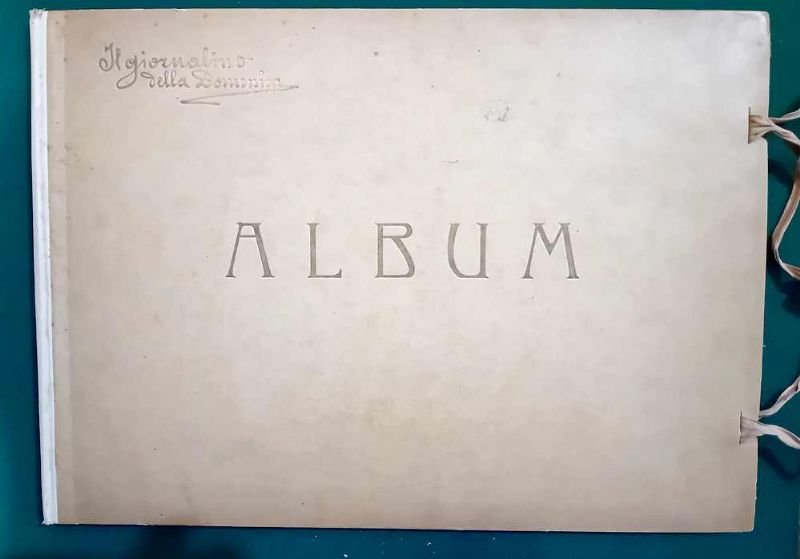 Il giornalino
della Domenica
ALBUM